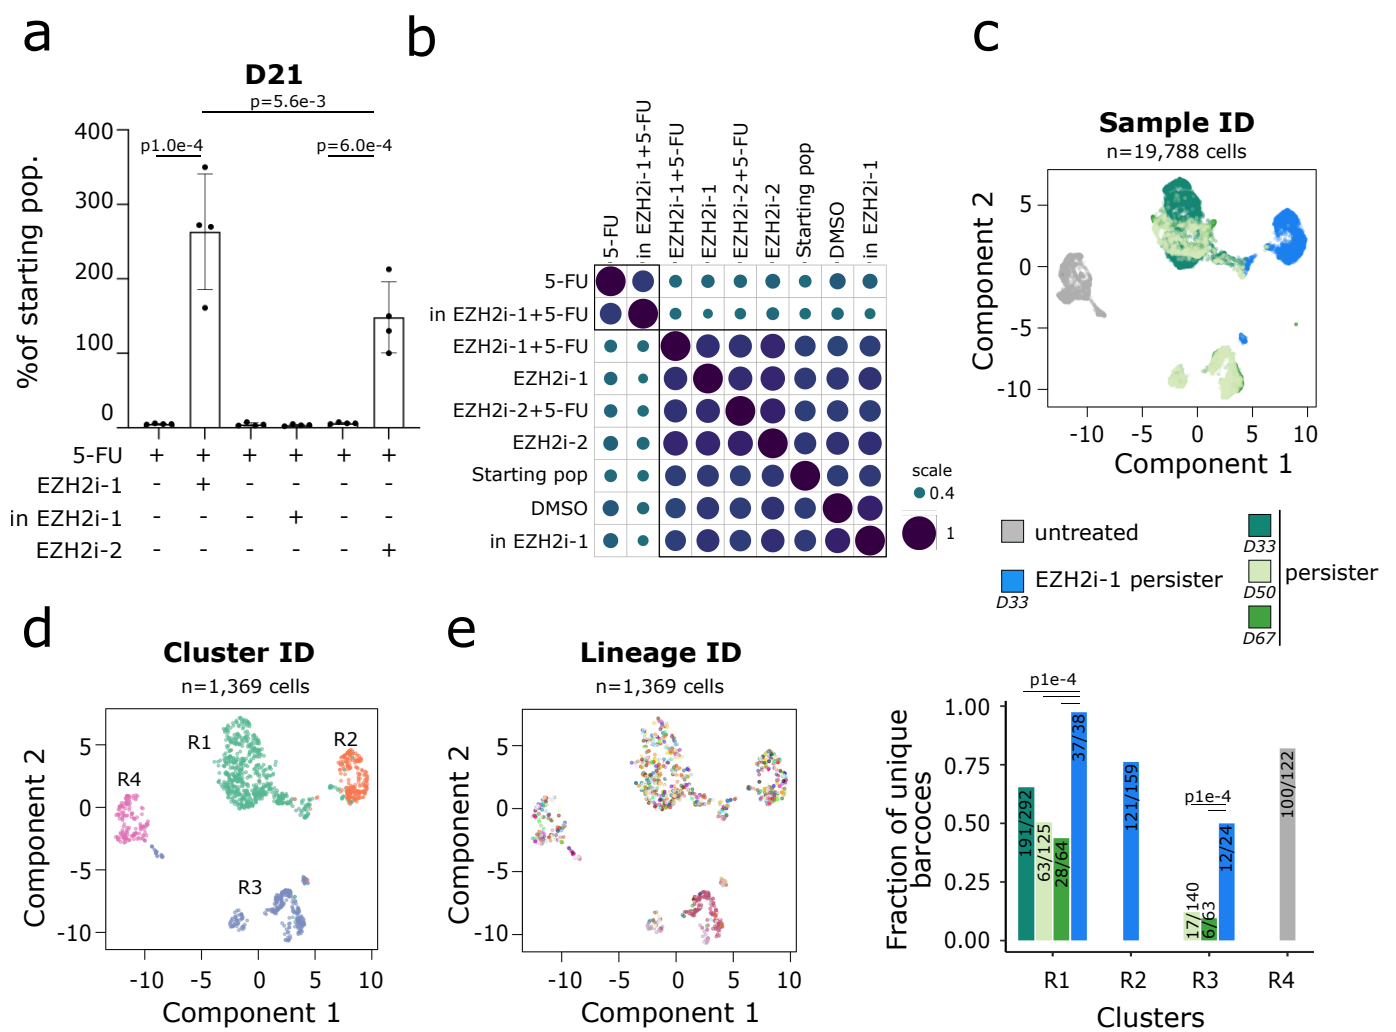 a
D21
p=5.6e-3
p1.0e-4
p=6.0e-4
%of starting pop.
400
300
200
100
0
5-FU + + + + + +
EZH2i-1 - + - - - -
in EZH2i-1 - - - + - -
EZH2i-2 - - - - - +
b
5-FU
in EZH2i-1+5-FU
EZH2i-1+5-FU
EZH2i-1
EZH2i-2+5-FU
EZH2i-2
Starting pop
DMSO
in EZH2i-1
5-FU
in EZH2i-1+5-FU
EZH2i-1+5-FU
EZH2i-1
EZH2i-2+5-FU
EZH2i-2
Starting pop
DMSO
in EZH2i-1
scale
0.4
1
c
Sample ID
n=19,788 cells
Component 2
5
0
-5
-10
-10 -5 0 5 10
Component 1
untreated
EZH2i-1 persister
D33
D33
D50
D67
persister
d
Cluster ID
n=1,369 cells
Component 2
5
0
-5
-10
R1
R2
R3
R4
-10 -5 0 5 10
Component 1
e
Lineage ID
n=1,369 cells
Component 2
5
0
-5
-10
-10 -5 0 5 10
Component 1
Fraction of unique
barcoces
1.00
0.75
0.50
0.25
0.00
p1e-4
p1e-4
191/292
63/125
28/64
37/38
121/159
17/140
6/63
12/24
100/122
R1 R2 R3 R4
Clusters